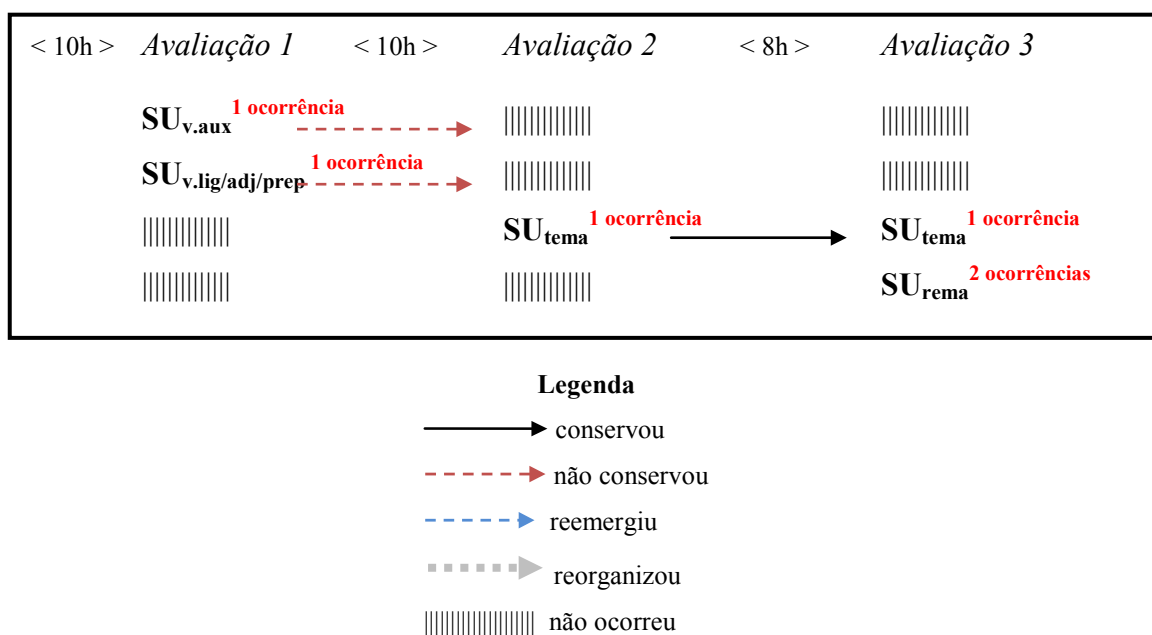 < 10h > Avaliação 1 < 10h > Avaliação 2 < 8h > Avaliação 3
SUv.aux 1 ocorrência
SUv.lig/adj/prep 1 ocorrência
SUtema 1 ocorrência SUtema 1 ocorrência
SUrema 2 ocorrências
Legenda
conservou
não conservou
reemergiu
reorganizou
não ocorreu